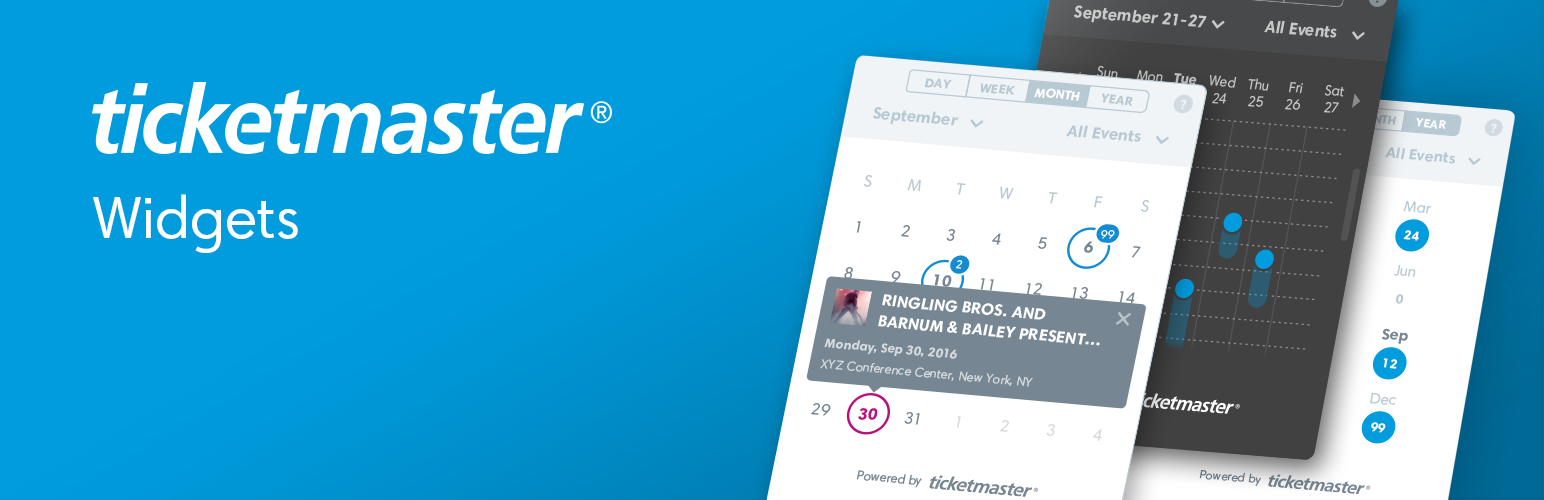 ticketmaster®
Widgets
DAY WEEK MONTH YEAR ?
September All Events
S M T W T F S
1 2 3 4 5 6 99 7
8 9 10 2 11 12 13 14
RINGLING BROS. AND
BARNUM & BAILEY PRESENT...
Monday, Sep 30, 2016
XYZ Conference Center, New York, NY
29 30 31 1 2 3 4
Powered by ticketmaster®
September 21-27 All Events
Sun Mon Tue Wed Thu Fri Sat
24 25 26 27
ticketmaster®
YEAR ?
All Events
Mar
24
Jun
0
Sep
12
Dec
99
Powered by ticketmaster®